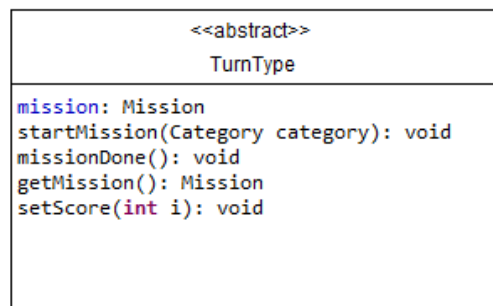 <<abstract>>
TurnType
mission: Mission
startMission(Category category): void
missionDone(): void
getMission(): Mission
setScore(int i): void